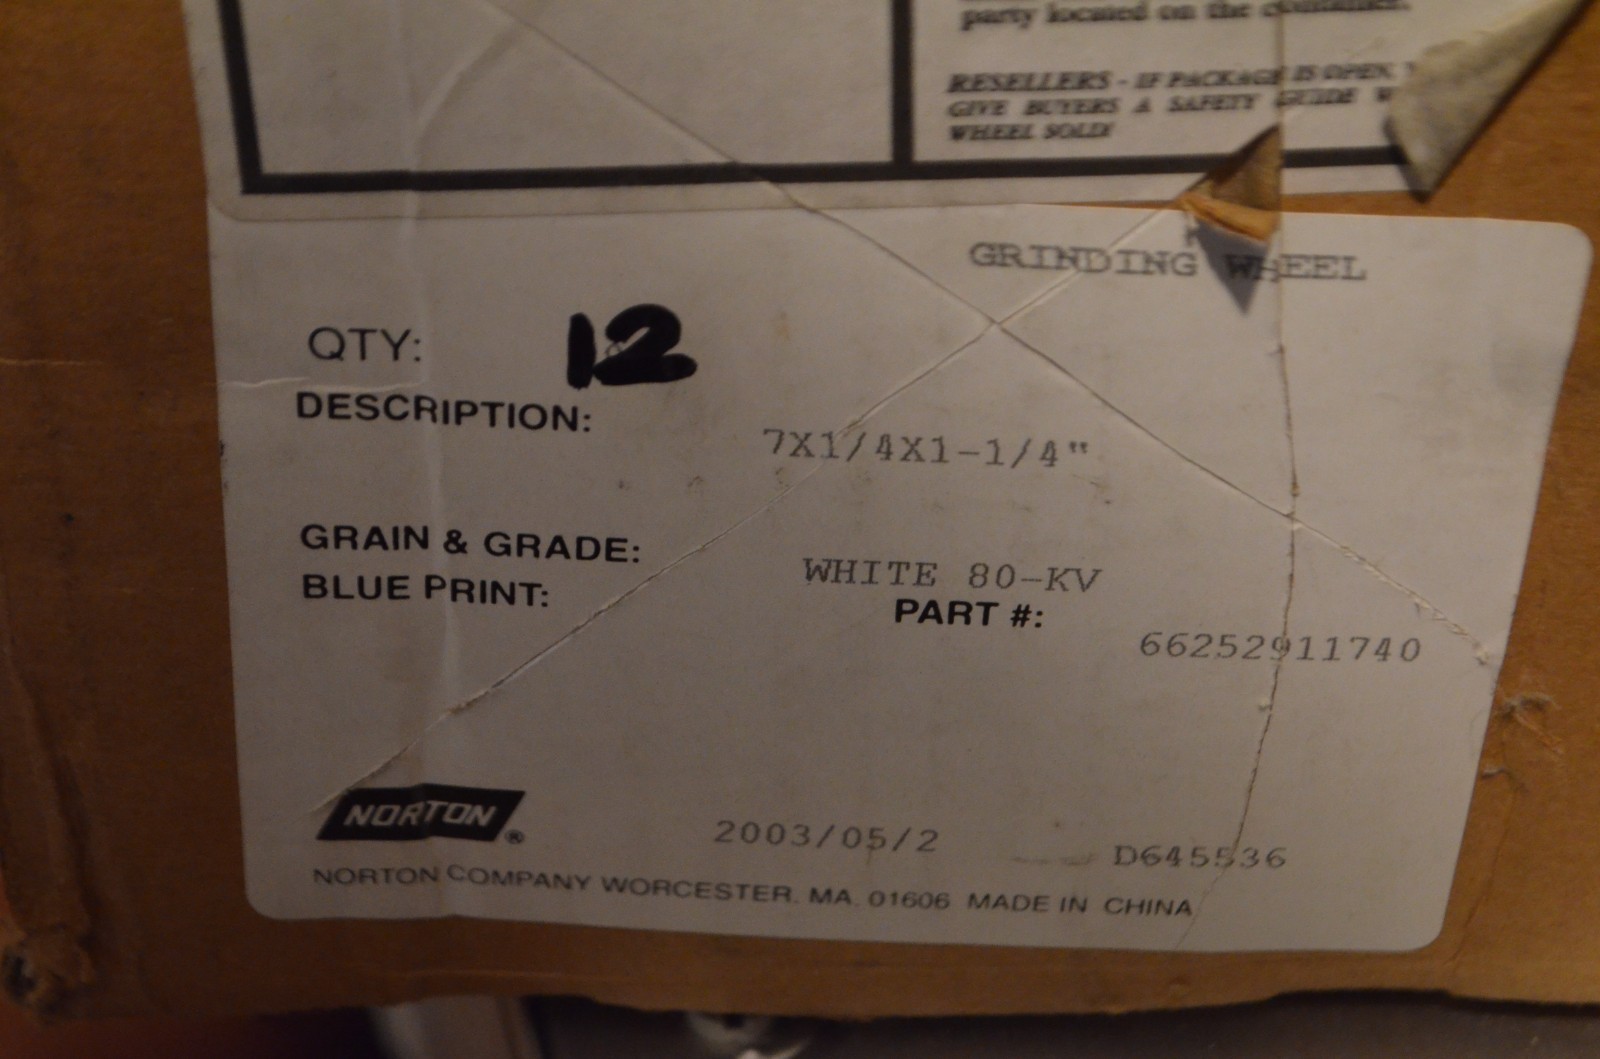 party located on the container.
RESELLERS - IF PACKAGE IS OPEN,
GIVE BUYERS A SAFETY GUIDE
WHEEL SOLD!
GRINDING WHEEL
QTY: 12
DESCRIPTION:
7X1/4X1-1/4"
GRAIN & GRADE:
WHITE 80-KV
BLUE PRINT:
PART #:
66252911740
NORTON®
2003/05/2 D645536
NORTON COMPANY WORCESTER. MA. 01606 MADE IN CHINA